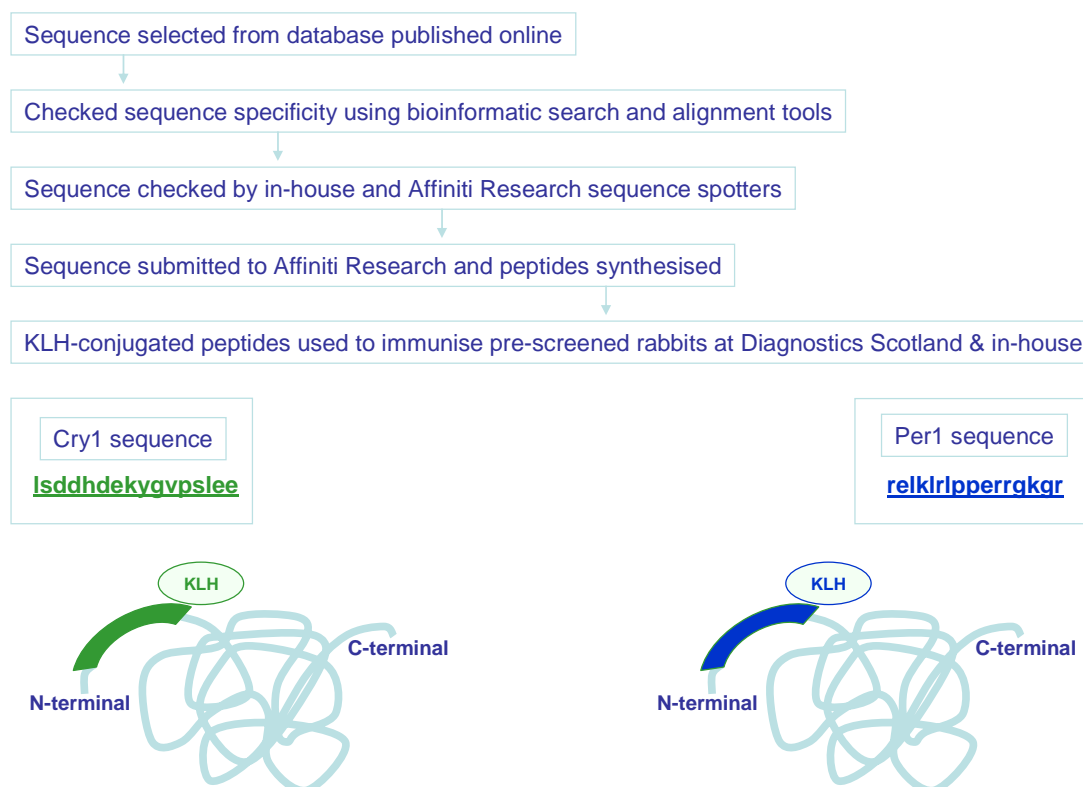 Sequence selected from database published online
Checked sequence specificity using bioinformatic search and alignment tools
Sequence checked by in-house and Affiniti Research sequence spotters
Sequence submitted to Affiniti Research and peptides synthesised
KLH-conjugated peptides used to immunise pre-screened rabbits at Diagnostics Scotland & in-house
Cry1 sequence
lsddhdekygvpslee
Per1 sequence
relklrlpperrgkgr
KLH
C-terminal
N-terminal
KLH
C-terminal
N-terminal